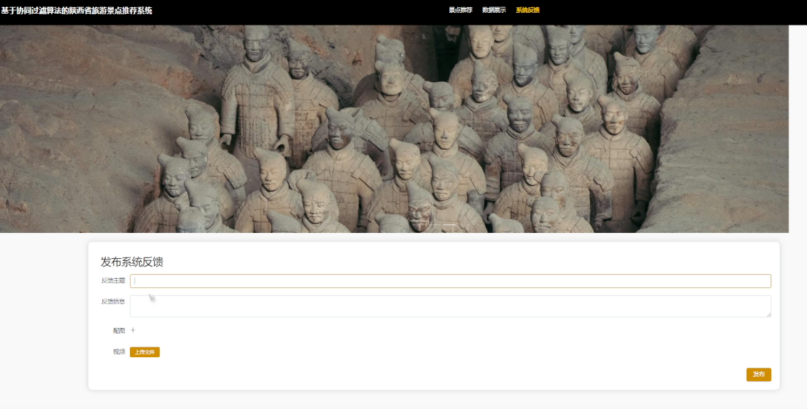 基于协同过滤算法的陕西省旅游景点推荐系统
景点推荐 数据展示 系统反馈
发布系统反馈
反馈主题
反馈信息
配图 +
视频 上传文件
发布